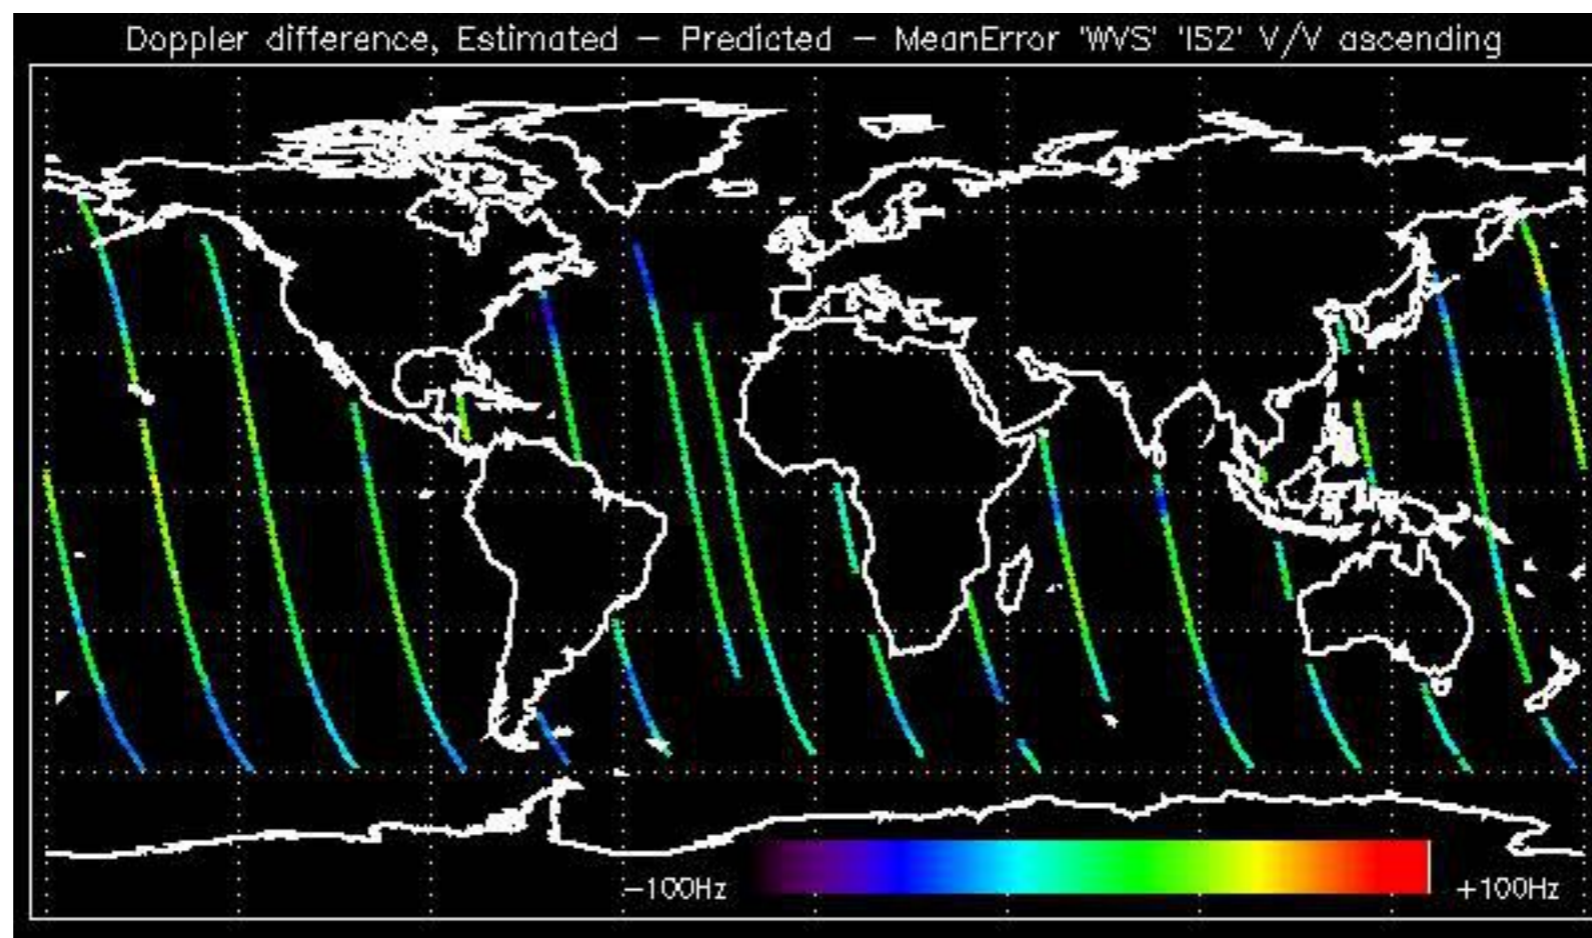 Doppler difference, Estimated – Predicted – MeanError 'WVS' 'IS2' V/V ascending
–100Hz +100Hz